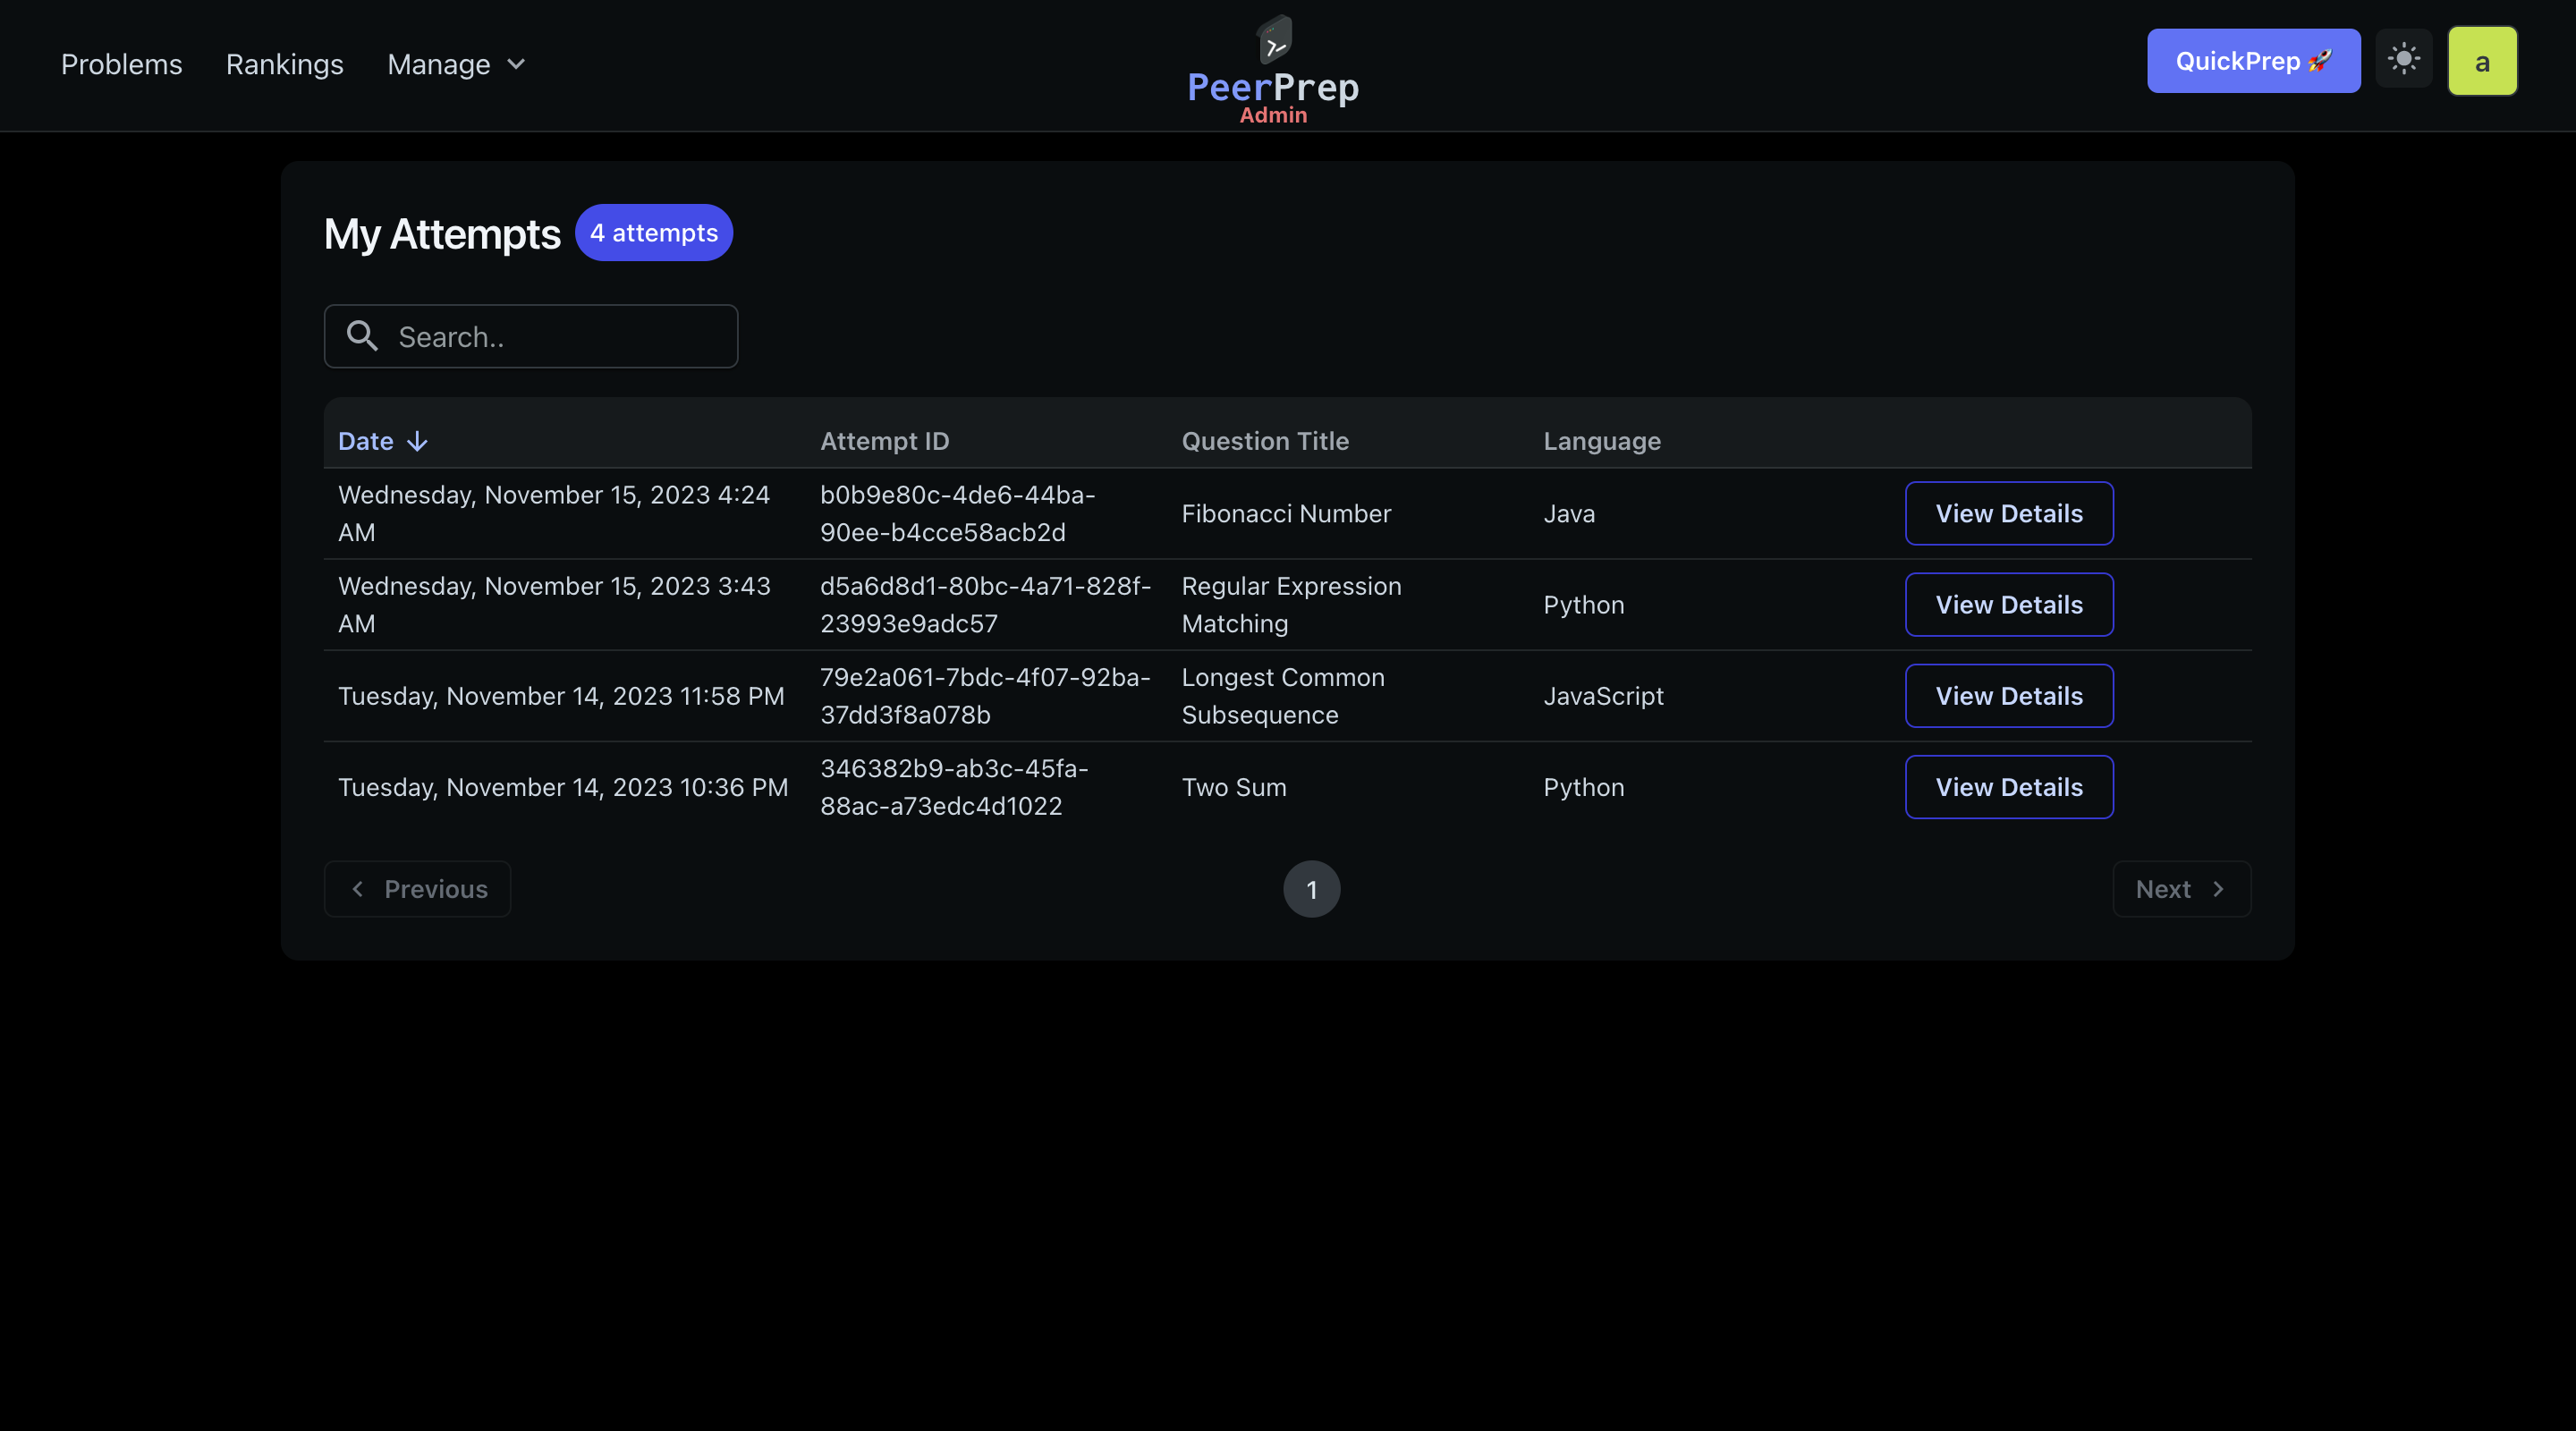 Problems Rankings Manage
PeerPrep
Admin
QuickPrep 🚀
a
My Attempts 4 attempts
Search..
Date Attempt ID Question Title Language
Wednesday, November 15, 2023 4:24
AM
b0b9e80c-4de6-44ba-
90ee-b4cce58acb2d
Fibonacci Number
Java
View Details
Wednesday, November 15, 2023 3:43
AM
d5a6d8d1-80bc-4a71-828f-
23993e9adc57
Regular Expression
Matching
Python
View Details
Tuesday, November 14, 2023 11:58 PM
79e2a061-7bdc-4f07-92ba-
37dd3f8a078b
Longest Common
Subsequence
JavaScript
View Details
Tuesday, November 14, 2023 10:36 PM
346382b9-ab3c-45fa-
88ac-a73edc4d1022
Two Sum
Python
View Details
Previous 1 Next